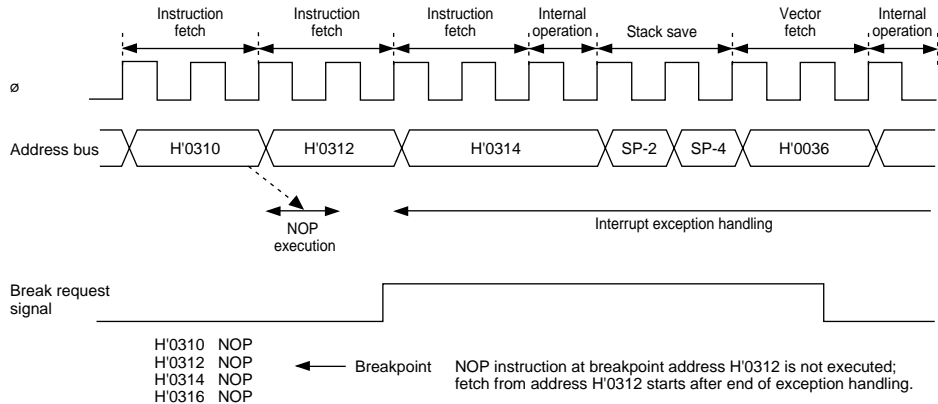 Instruction fetch
Instruction fetch
Instruction fetch
Internal operation
Stack save
Vector fetch
Internal operation
ø
Address bus
H'0310
H'0312
H'0314
SP-2
SP-4
H'0036
NOP execution
Interrupt exception handling
Break request signal
H'0310 NOP
H'0312 NOP
H'0314 NOP
H'0316 NOP
Breakpoint
NOP instruction at breakpoint address H'0312 is not executed;
fetch from address H'0312 starts after end of exception handling.